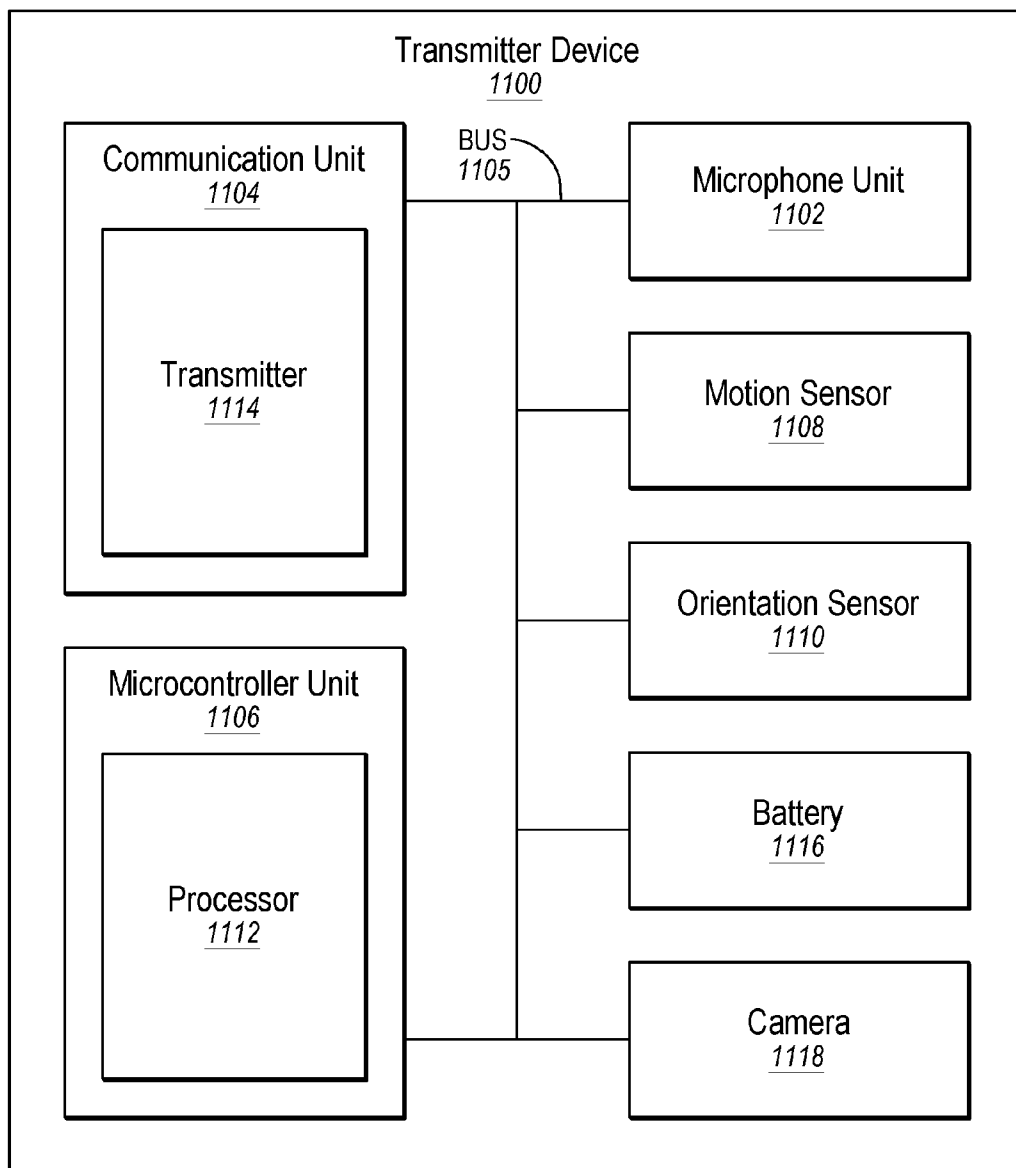 Transmitter Device
1100
Communication Unit
1104
Transmitter
1114
BUS
1105
Microphone Unit
1102
Motion Sensor
1108
Orientation Sensor
1110
Microcontroller Unit
1106
Processor
1112
Battery
1116
Camera
1118